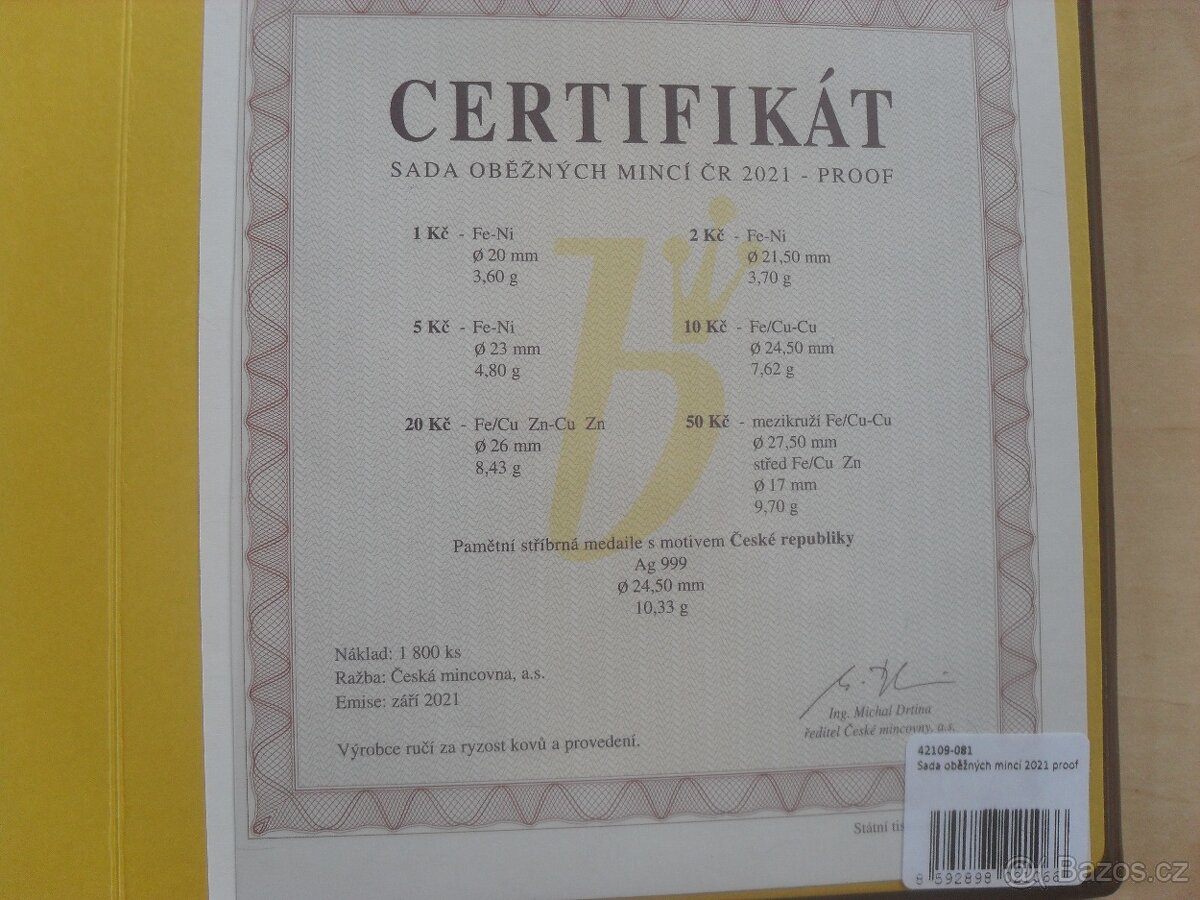 CERTIFIKÁT
SADA OBĚŽNÝCH MINCÍ ČR 2021 - PROOF
1 Kč - Fe-Ni
Ø 20 mm
3,60 g
2 Kč - Fe-Ni
Ø 21,50 mm
3,70 g
5 Kč - Fe-Ni
Ø 23 mm
4,80 g
10 Kč - Fe/Cu-Cu
Ø 24,50 mm
7,62 g
20 Kč - Fe/Cu Zn-Cu Zn
Ø 26 mm
8,43 g
50 Kč - mezikruží Fe/Cu-Cu
Ø 27,50 mm
střed Fe/Cu Zn
Ø 17 mm
9,70 g
Pamětní stříbrná medaile s motivem České republiky
Ag 999
Ø 24,50 mm
10,33 g
Náklad: 1 800 ks
Ražba: Česká mincovna, a.s.
Emise: září 2021
Výrobce ručí za ryzost kovů a provedení.
Ing. Michal Drtina
ředitel České mincovny, a.s.
Státní
42109-081
Sada oběžných mincí 2021 proof
8 592898
Bazos.cz